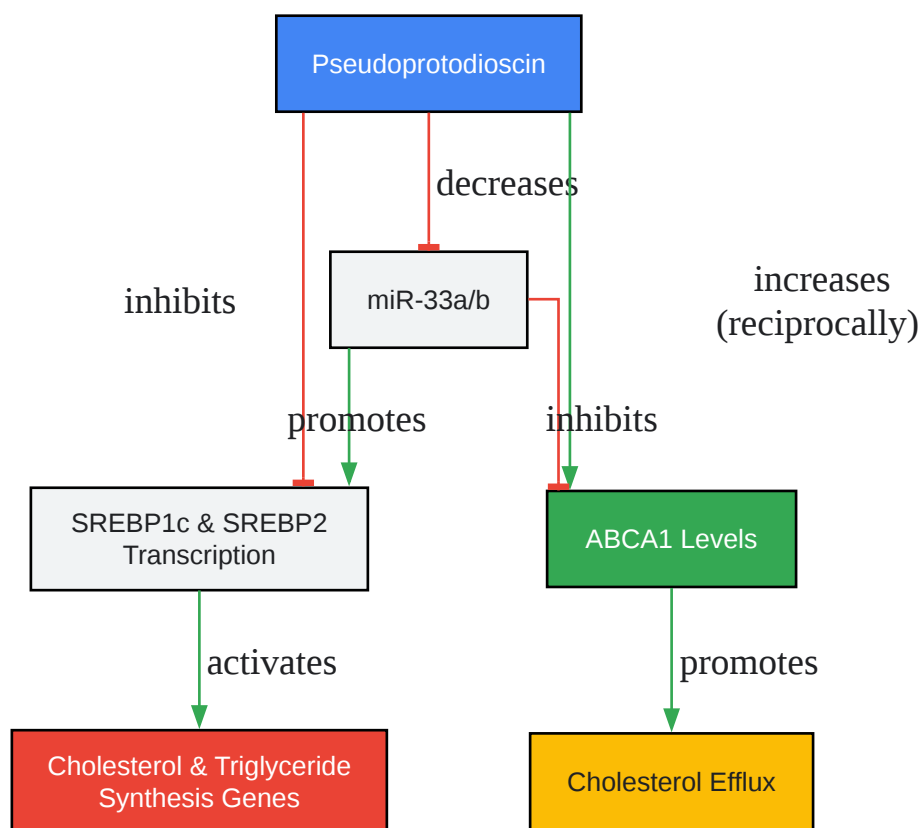 Pseudoprotodioscin
decreases
inhibits
miR-33a/b
increases
(reciprocally)
promotes
inhibits
SREBP1c & SREBP2
Transcription
ABCA1 Levels
activates
promotes
Cholesterol & Triglyceride
Synthesis Genes
Cholesterol Efflux